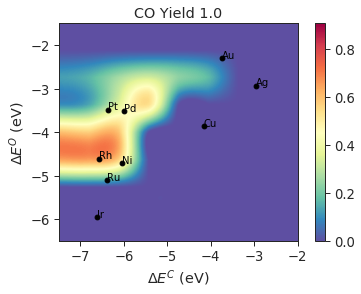 CO Yield 1.0
−2
−3
−4
−5
−6
ΔE^O (eV)
Au
Ag
Pt
Pd
Cu
Rh
Ni
Ru
Ir
−7
−6
−5
−4
−3
−2
ΔE^C (eV)
0.8
0.6
0.4
0.2
0.0